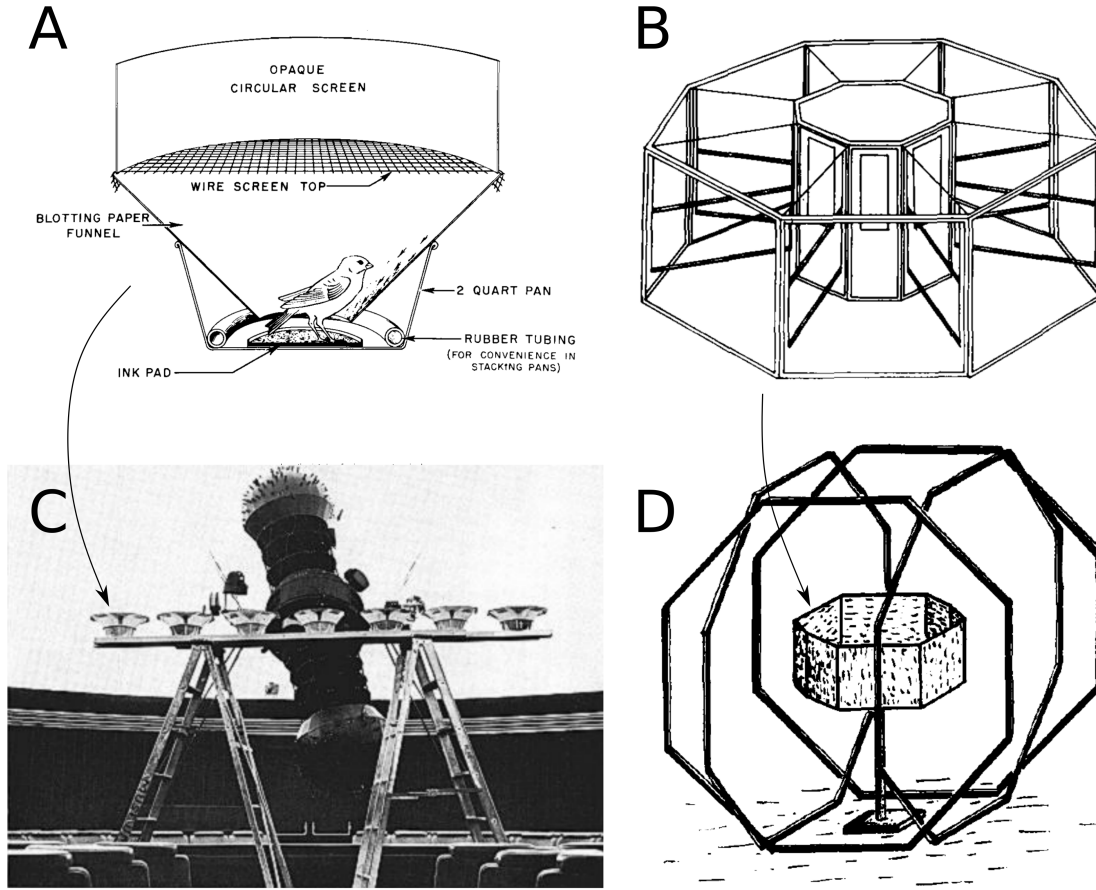 A
OPAQUE
CIRCULAR SCREEN
WIRE SCREEN TOP
BLOTTING PAPER
FUNNEL
2 QUART PAN
RUBBER TUBING
(FOR CONVENIENCE IN
STACKING PANS)
INK PAD
B
C
D